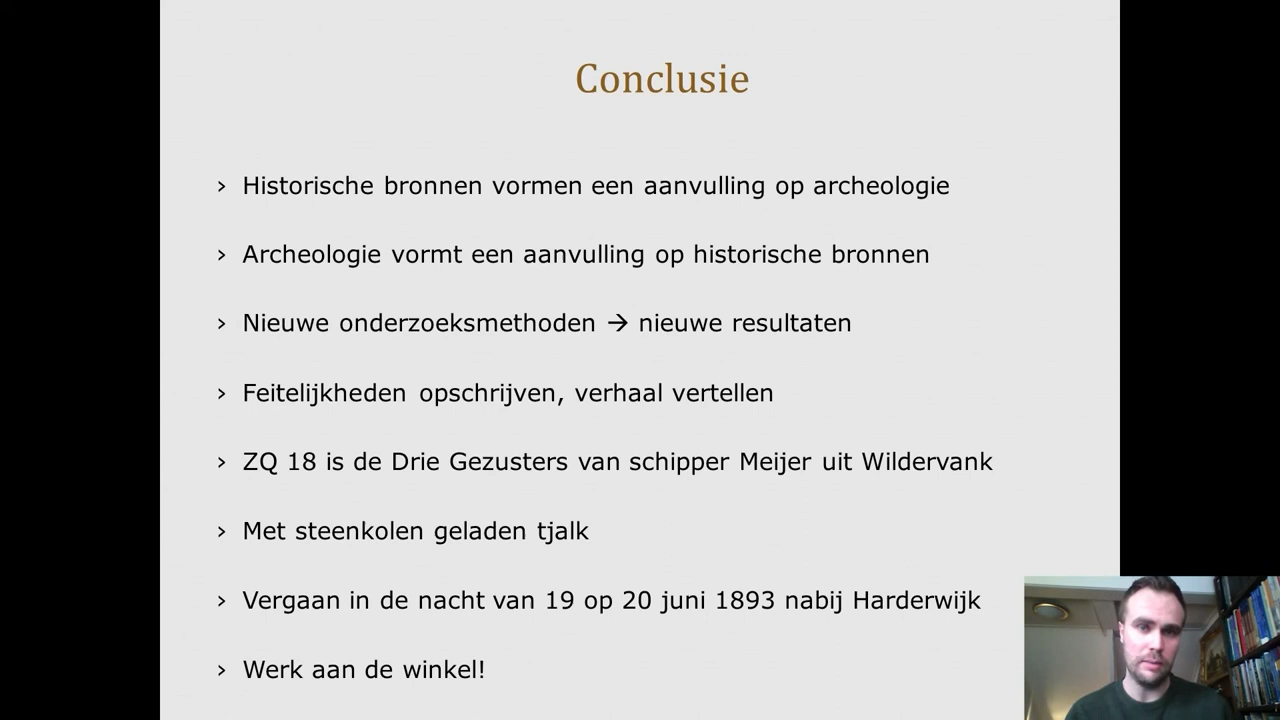 Conclusie
› Historische bronnen vormen een aanvulling op archeologie
› Archeologie vormt een aanvulling op historische bronnen
› Nieuwe onderzoeksmethoden → nieuwe resultaten
› Feitelijkheden opschrijven, verhaal vertellen
› ZQ 18 is de Drie Gezusters van schipper Meijer uit Wildervank
› Met steenkolen geladen tjalk
› Vergaan in de nacht van 19 op 20 juni 1893 nabij Harderwijk
› Werk aan de winkel!